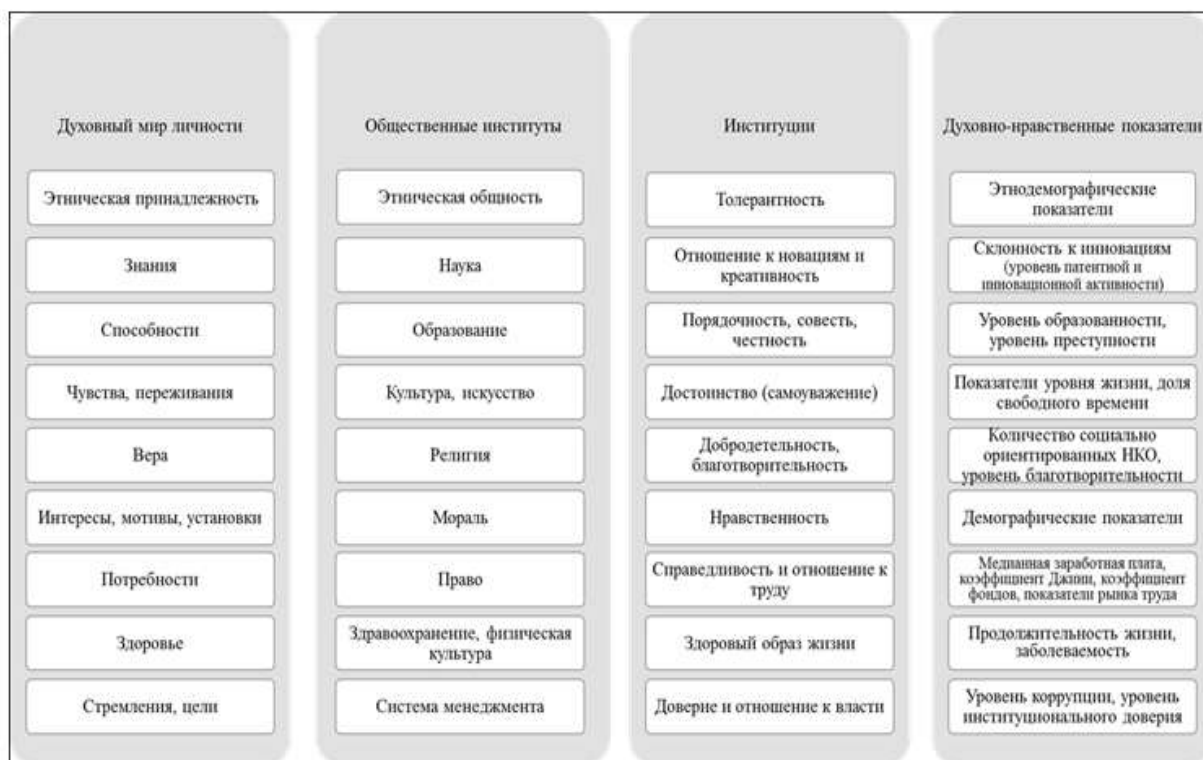 Духовный мир личности
Общественные институты
Институции
Духовно-нравственные показатели
Этническая принадлежность
Этническая общность
Толерантность
Этнодемографические
показатели
Знания
Наука
Отношение к новациям и
креативность
Склонность к инновациям
(уровень патентной и
инновационной активности)
Способности
Образование
Порядочность, совесть,
честность
Уровень образованности,
уровень преступности
Чувства, переживания
Культура, искусство
Достоинство (самоуважение)
Показатели уровня жизни, доля
свободного времени
Вера
Религия
Добродетельность,
благотворительность
Количество социально
ориентированных НКО,
уровень благотворительности
Интересы, мотивы, установки
Мораль
Нравственность
Демографические показатели
Потребности
Право
Справедливость и отношение к
труду
Медианная заработная плата,
коэффициент Джини, коэффициент
фондов, показатели рынка труда
Здоровье
Здравоохранение, физическая
культура
Здоровый образ жизни
Продолжительность жизни,
заболеваемость
Стремления, цели
Система менеджмента
Доверие и отношение к власти
Уровень коррупции, уровень
институционального доверия